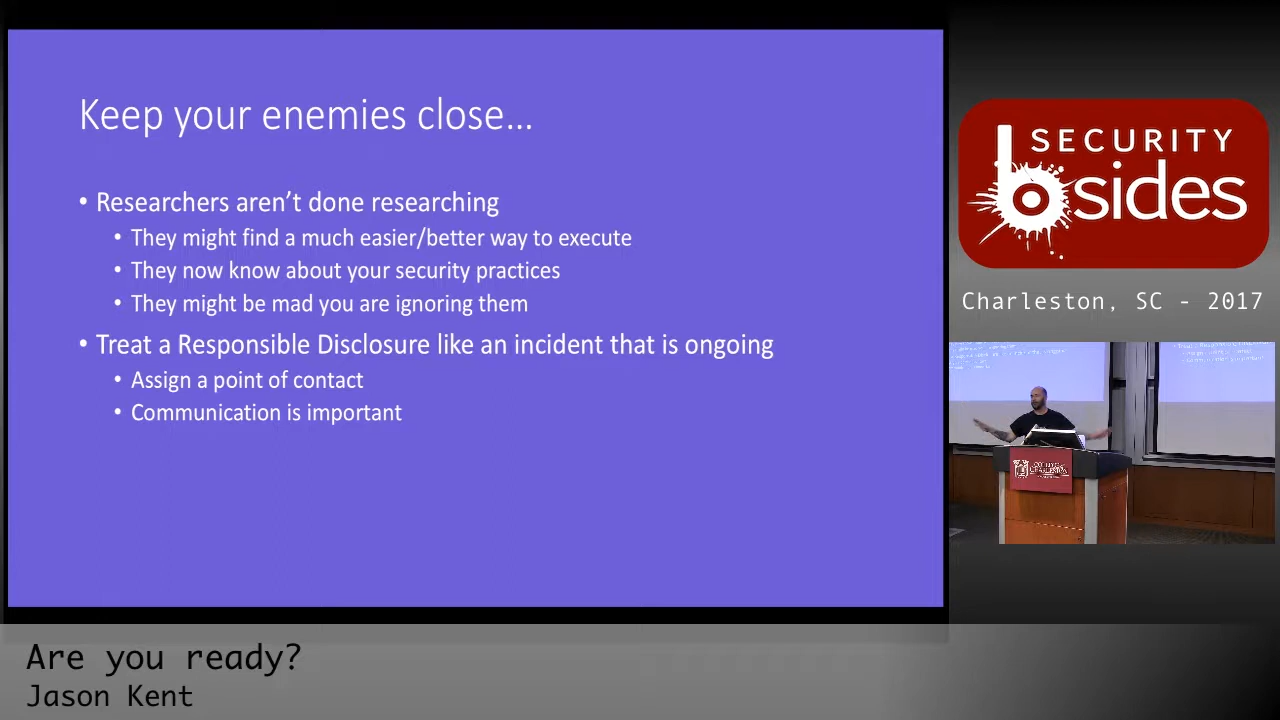 Keep your enemies close...
• Researchers aren't done researching
• They might find a much easier/better way to execute
• They now know about your security practices
• They might be mad you are ignoring them
• Treat a Responsible Disclosure like an incident that is ongoing
• Assign a point of contact
• Communication is important
SECURITY
bsides
Charleston, SC - 2017
Are you ready?
Jason Kent